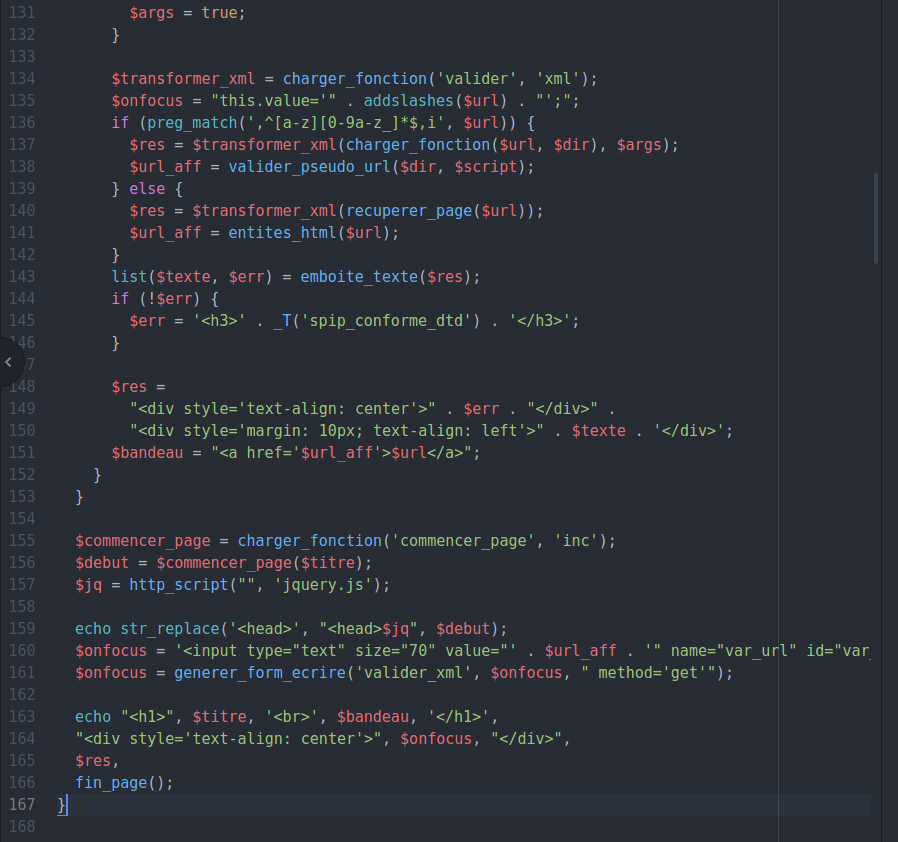 131 $args = true;
132 }
133
134 $transformer_xml = charger_fonction('valider', 'xml');
135 $onfocus = "this.value='" . addslashes($url) . "';";
136 if (preg_match(',^[a-z][0-9a-z_]*$,i', $url)) {
137 $res = $transformer_xml(charger_fonction($url, $dir), $args);
138 $url_aff = valider_pseudo_url($dir, $script);
139 } else {
140 $res = $transformer_xml(recuperer_page($url));
141 $url_aff = entites_html($url);
142 }
143 list($texte, $err) = emboite_texte($res);
144 if (!$err) {
145 $err = '<h3>' . _T('spip_conforme_dtd') . '</h3>';
146 }
7
148 $res =
149 "<div style='text-align: center'>" . $err . "</div>" .
150 "<div style='margin: 10px; text-align: left'>" . $texte . '</div>';
151 $bandeau = "<a href='$url_aff'>$url</a>";
152 }
153 }
154
155 $commencer_page = charger_fonction('commencer_page', 'inc');
156 $debut = $commencer_page($titre);
157 $jq = http_script("", 'jquery.js');
158
159 echo str_replace('<head>', "<head>$jq", $debut);
160 $onfocus = '<input type="text" size="70" value="' . $url_aff . '" name="var_url" id="var_
161 $onfocus = generer_form_ecrire('valider_xml', $onfocus, " method='get'");
162
163 echo "<h1>", $titre, '<br>', $bandeau, '</h1>',
164 "<div style='text-align: center'>", $onfocus, "</div>",
165 $res,
166 fin_page();
167 }
168